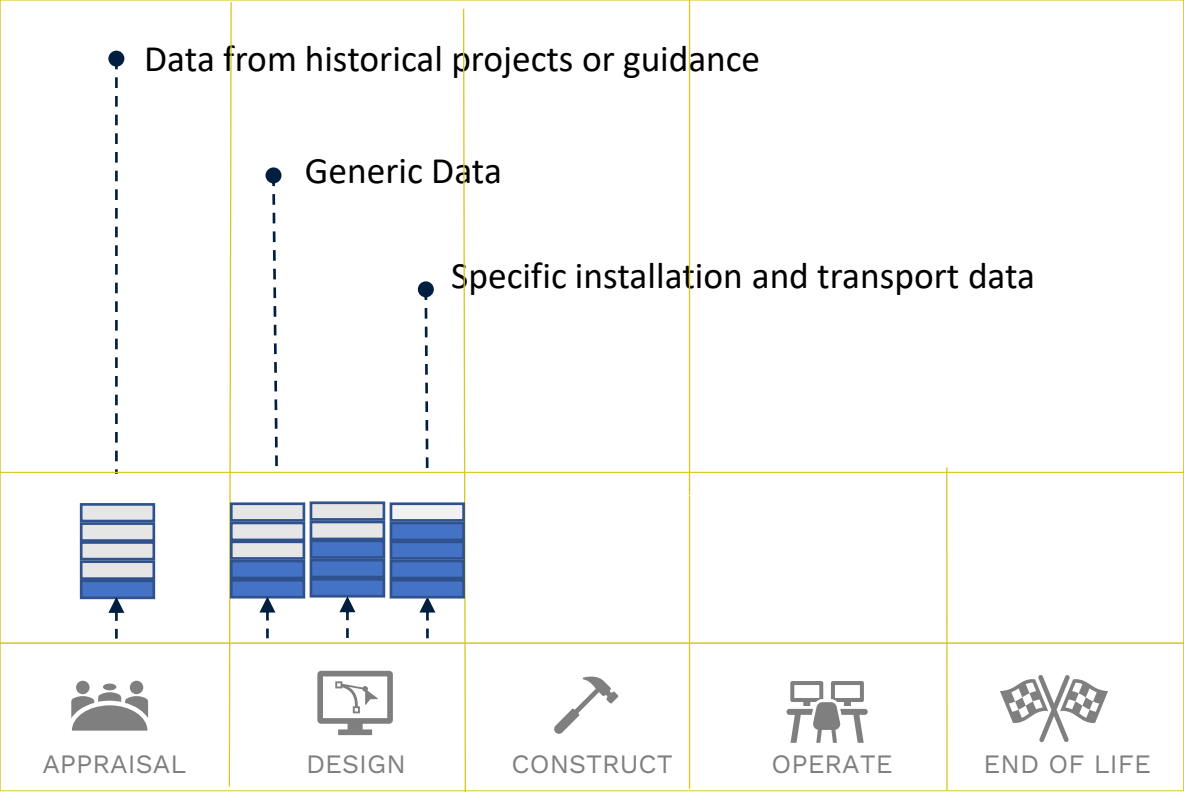 Data from historical projects or guidance
Generic Data
Specific installation and transport data
APPRAISAL
DESIGN
CONSTRUCT
OPERATE
END OF LIFE